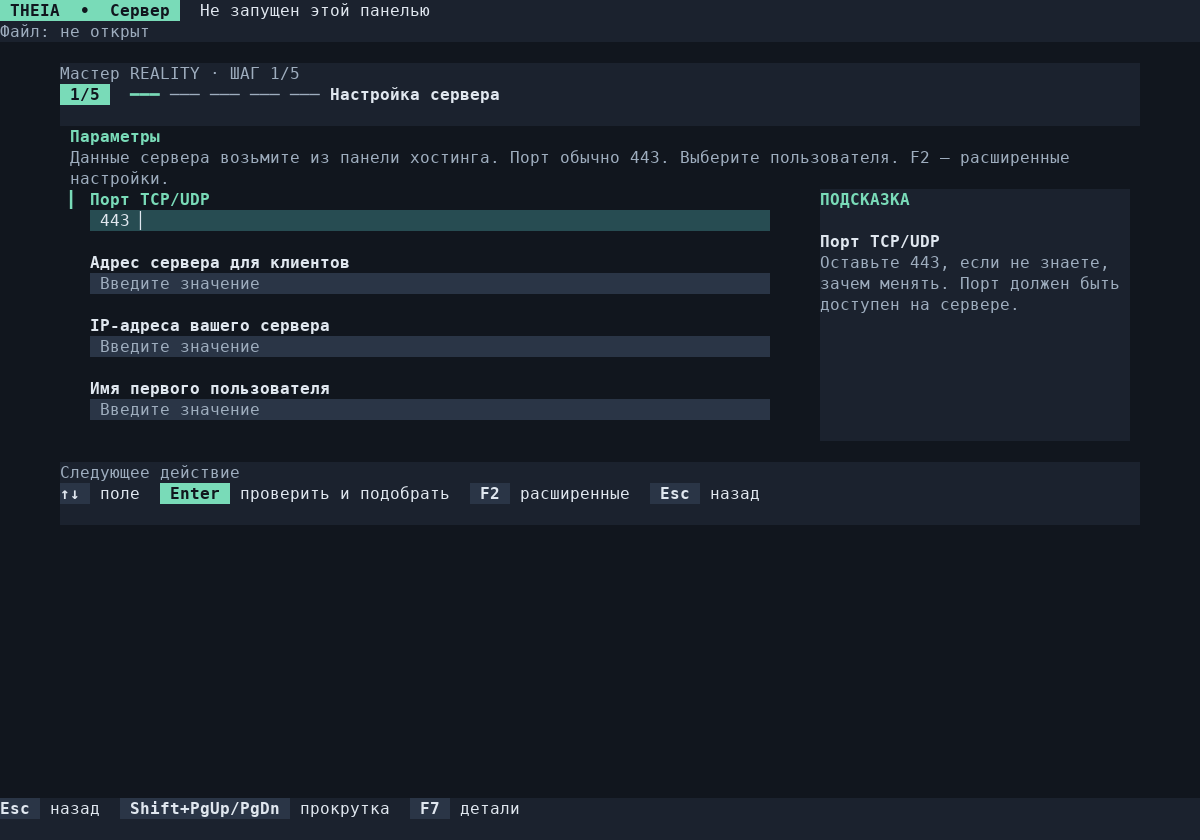 THEIA • Сервер Не запущен этой панелью
Файл: не открыт
Мастер REALITY · ШАГ 1/5
1/5 ━━━ ─── ─── ─── ─── Настройка сервера
Параметры
Данные сервера возьмите из панели хостинга. Порт обычно 443. Выберите пользователя. F2 — расширенные
настройки.
Порт TCP/UDP
443
Адрес сервера для клиентов
Введите значение
IP-адреса вашего сервера
Введите значение
Имя первого пользователя
Введите значение
ПОДСКАЗКА
Порт TCP/UDP
Оставьте 443, если не знаете,
зачем менять. Порт должен быть
доступен на сервере.
Следующее действие
↑↓ поле Enter проверить и подобрать F2 расширенные Esc назад
Esc назад Shift+PgUp/PgDn прокрутка F7 детали